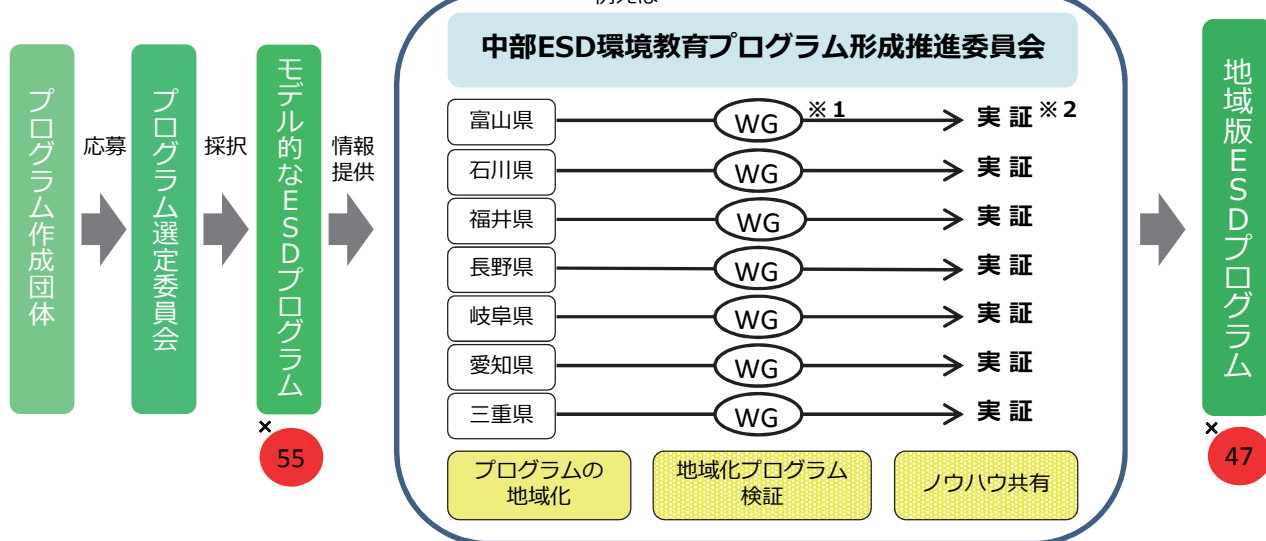 例えば
プログラム作成団体
応募
プログラム選定委員会
採択
モデル的なESDプログラム
×
55
情報
提供
中部ESD環境教育プログラム形成推進委員会
富山県 WG ※1 実証 ※2
石川県 WG 実証
福井県 WG 実証
長野県 WG 実証
岐阜県 WG 実証
愛知県 WG 実証
三重県 WG 実証
プログラムの
地域化
地域化プログラム
検証
ノウハウ共有
地域版ESDプログラム
×
47